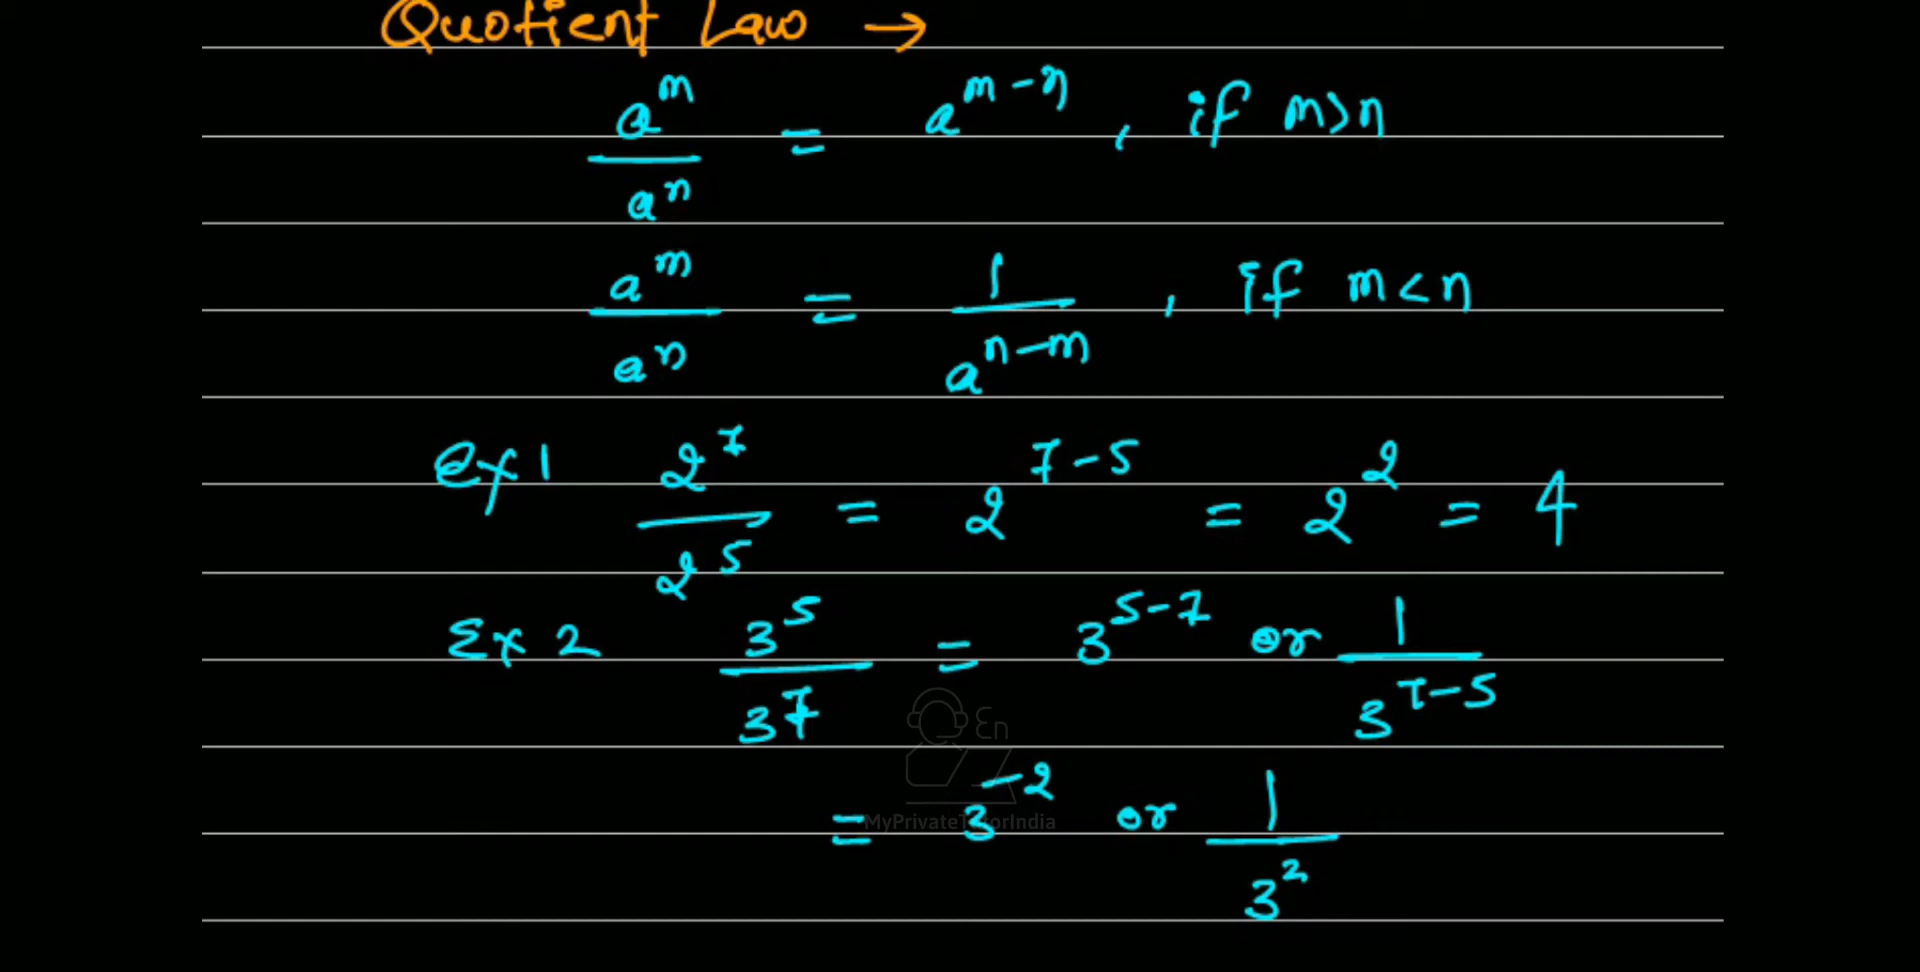 Quotient Law →
a^m / a^n = a^(m-n), if m>n
a^m / a^n = 1 / a^(n-m), if m<n
ex 1 2^7 / 2^5 = 2^(7-5) = 2^2 = 4
Ex 2 3^5 / 3^7 = 3^(5-7) or 1 / 3^(7-5)
= 3^-2 or 1 / 3^2
En
MyPrivateTutorIndia